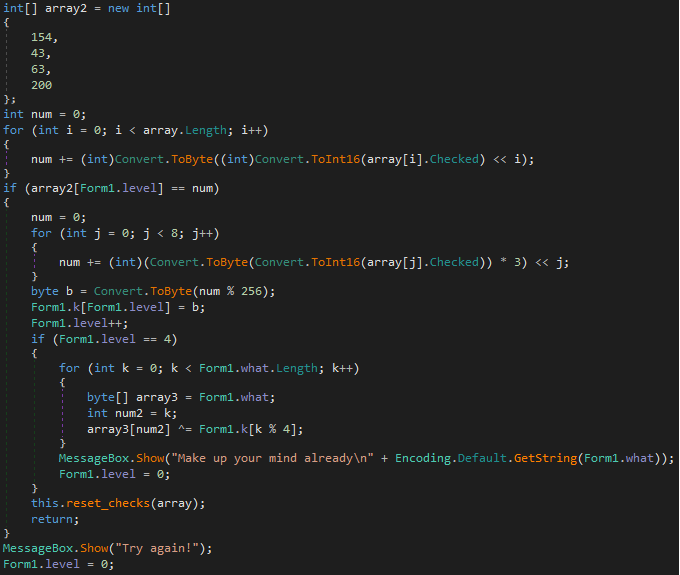 int[] array2 = new int[]
{
154,
43,
63,
200
};
int num = 0;
for (int i = 0; i < array.Length; i++)
{
num += (int)Convert.ToByte((int)Convert.ToInt16(array[i].Checked) << i);
}
if (array2[Form1.level] == num)
{
num = 0;
for (int j = 0; j < 8; j++)
{
num += (int)(Convert.ToByte(Convert.ToInt16(array[j].Checked)) * 3) << j;
}
byte b = Convert.ToByte(num % 256);
Form1.k[Form1.level] = b;
Form1.level++;
if (Form1.level == 4)
{
for (int k = 0; k < Form1.what.Length; k++)
{
byte[] array3 = Form1.what;
int num2 = k;
array3[num2] ^= Form1.k[k % 4];
}
MessageBox.Show("Make up your mind already\n" + Encoding.Default.GetString(Form1.what));
Form1.level = 0;
}
this.reset_checks(array);
return;
}
MessageBox.Show("Try again!");
Form1.level = 0;